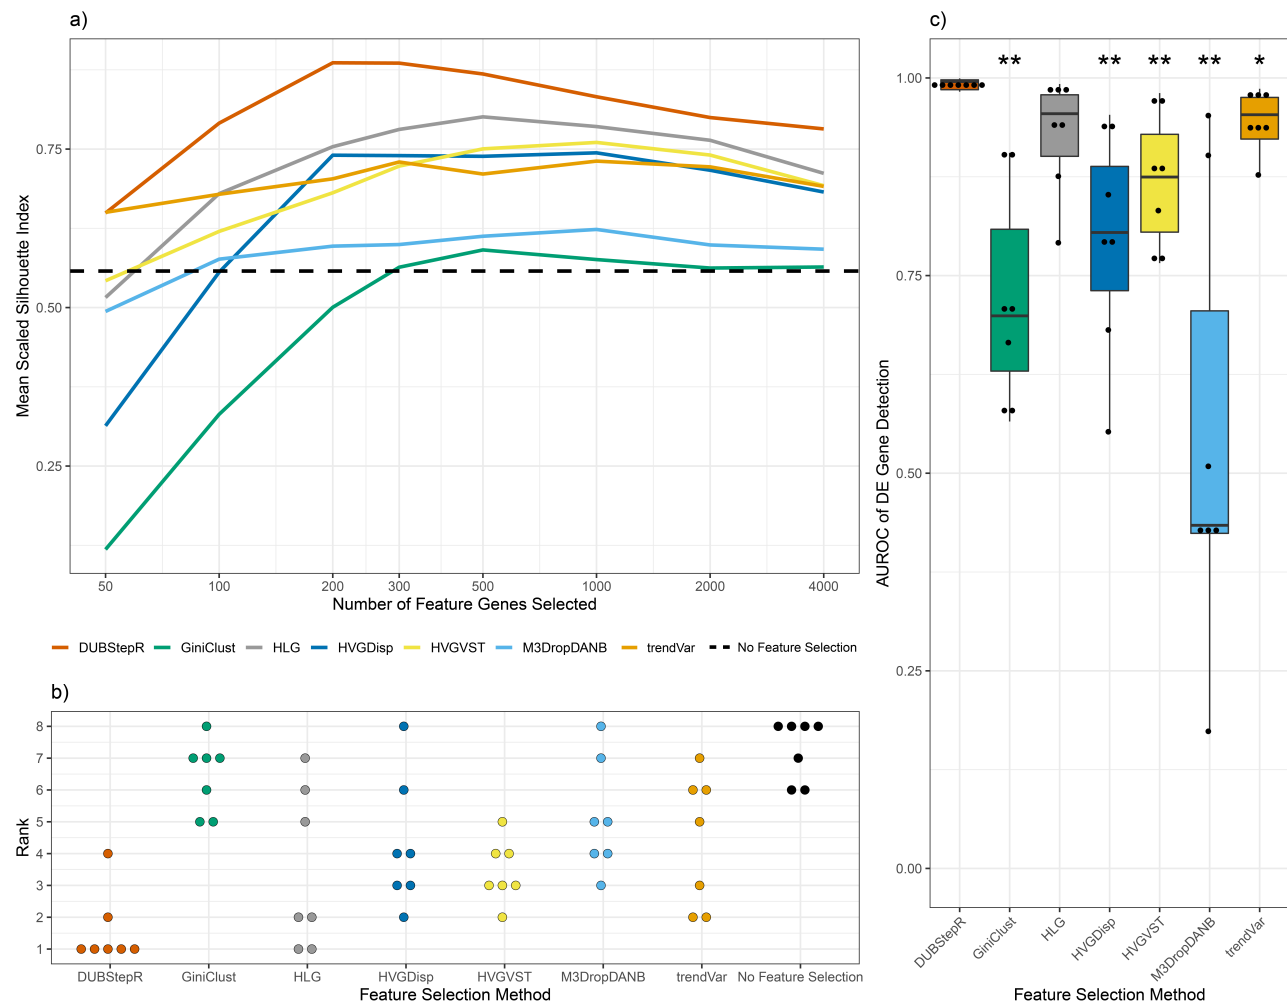 a)
Mean Scaled Silhouette Index
0.75
0.50
0.25
50 100 200 300 500 1000 2000 4000
Number of Feature Genes Selected
DUBStepR GiniClust HLG HVGDisp HVGVST M3DropDANB trendVar No Feature Selection
b)
Rank
8
7
6
5
4
3
2
1
DUBStepR GiniClust HLG HVGDisp HVGVST M3DropDANB trendVar No Feature Selection
Feature Selection Method
c)
** ** ** ** *
AUROC of DE Gene Detection
1.00
0.75
0.50
0.25
0.00
DUBStepR GiniClust HLG HVGDisp HVGVST M3DropDANB trendVar
Feature Selection Method